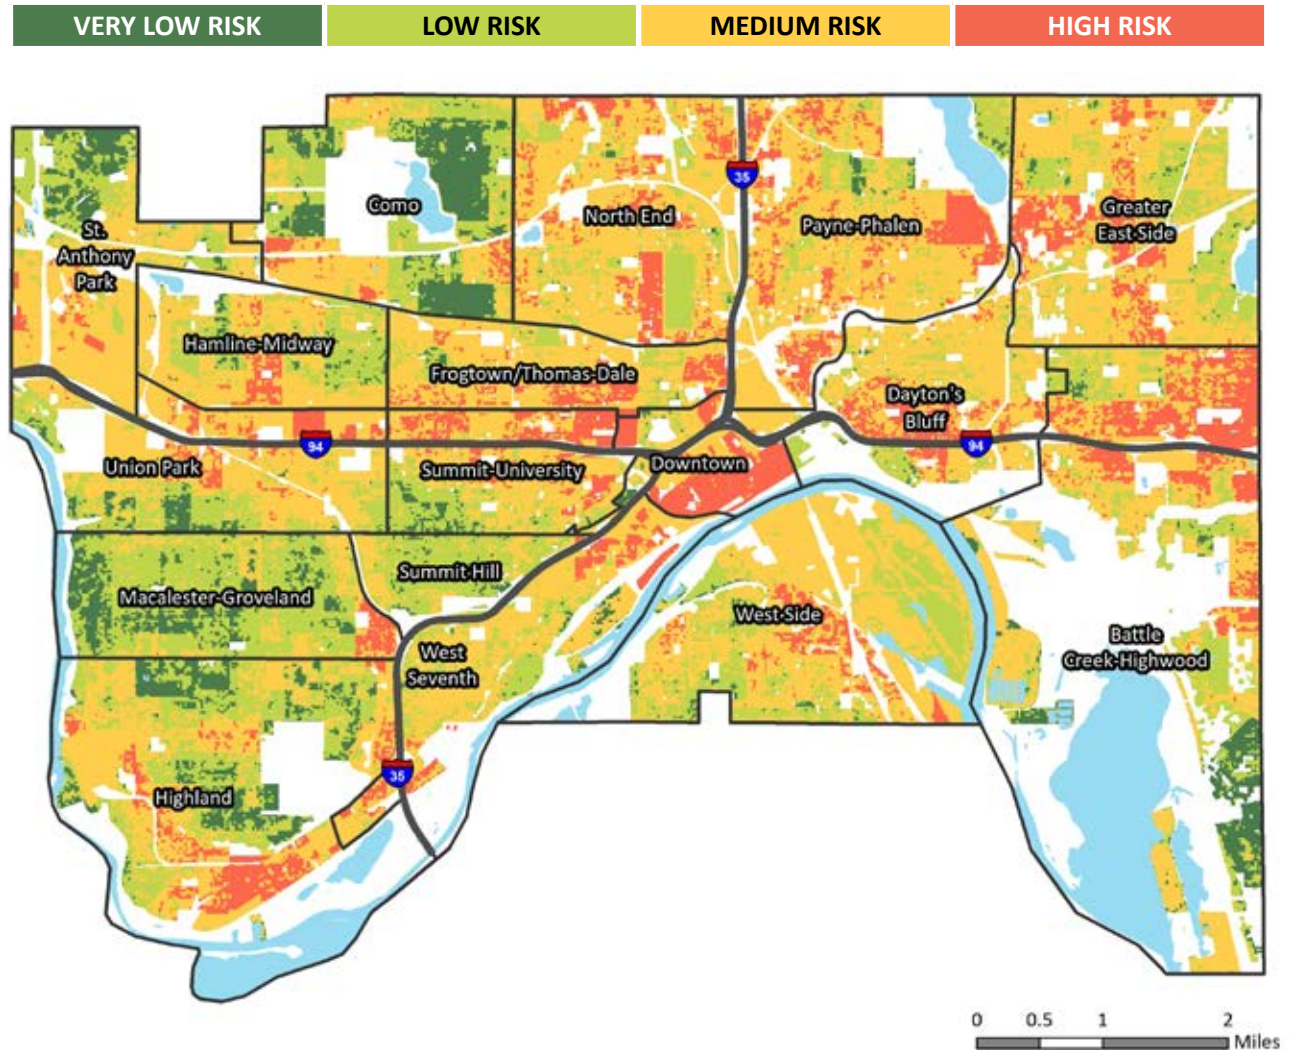 VERY LOW RISK
LOW RISK
MEDIUM RISK
HIGH RISK
35
Como
North End
Payne-Phalen
Greater
East Side
St.
Anthony
Park
Hamline-Midway
Frogtown/Thomas-Dale
Dayton's
Bluff
94
94
Union Park
Summit-University
Downtown
Summit Hill
Macalester-Groveland
West Side
West
Seventh
Battle
Creek-Highwood
35
Highland
0 0.5 1 2
Miles